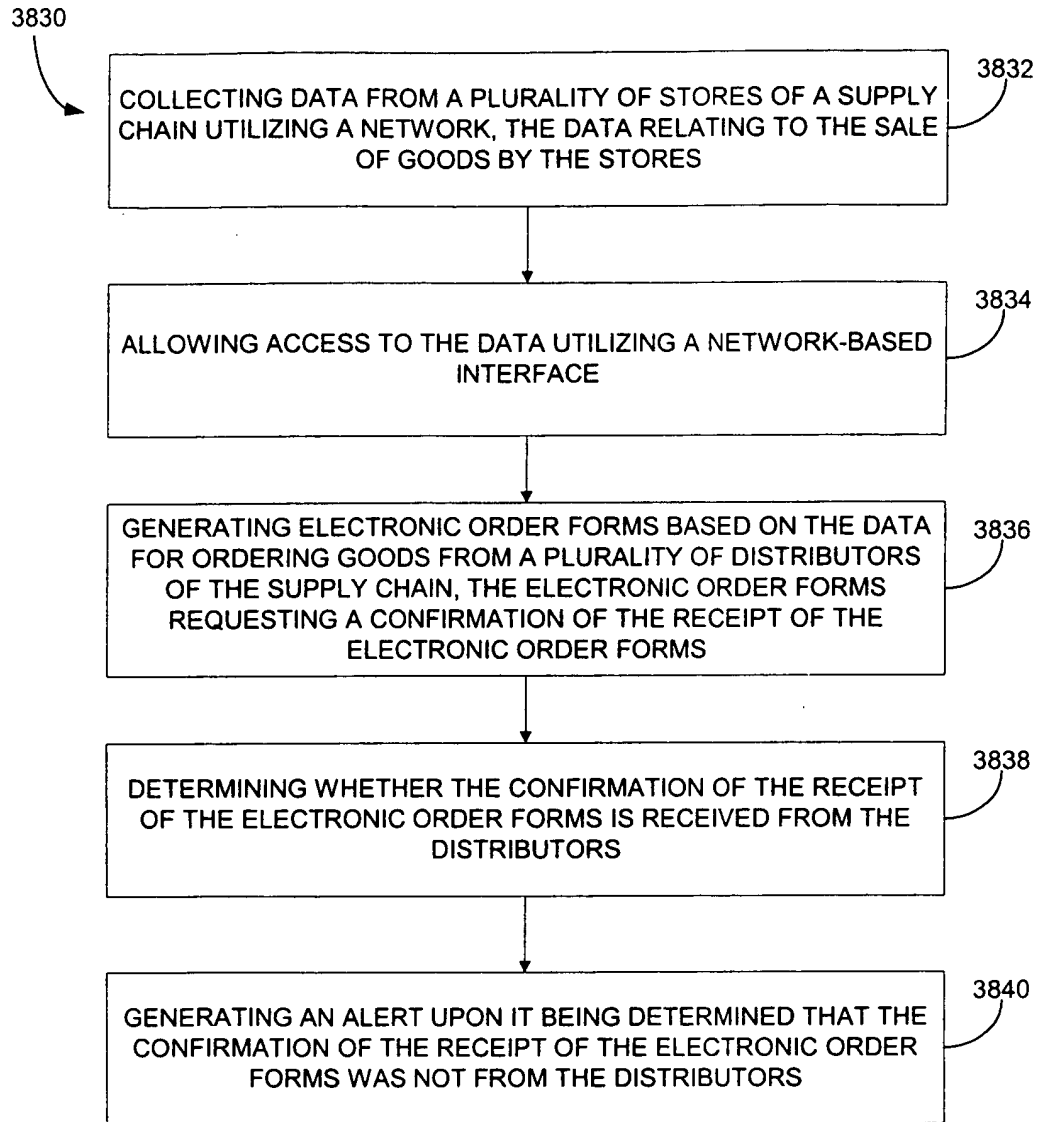 3830
3832
COLLECTING DATA FROM A PLURALITY OF STORES OF A SUPPLY
CHAIN UTILIZING A NETWORK, THE DATA RELATING TO THE SALE
OF GOODS BY THE STORES
3834
ALLOWING ACCESS TO THE DATA UTILIZING A NETWORK-BASED
INTERFACE
3836
GENERATING ELECTRONIC ORDER FORMS BASED ON THE DATA
FOR ORDERING GOODS FROM A PLURALITY OF DISTRIBUTORS
OF THE SUPPLY CHAIN, THE ELECTRONIC ORDER FORMS
REQUESTING A CONFIRMATION OF THE RECEIPT OF THE
ELECTRONIC ORDER FORMS
3838
DETERMINING WHETHER THE CONFIRMATION OF THE RECEIPT
OF THE ELECTRONIC ORDER FORMS IS RECEIVED FROM THE
DISTRIBUTORS
3840
GENERATING AN ALERT UPON IT BEING DETERMINED THAT THE
CONFIRMATION OF THE RECEIPT OF THE ELECTRONIC ORDER
FORMS WAS NOT FROM THE DISTRIBUTORS